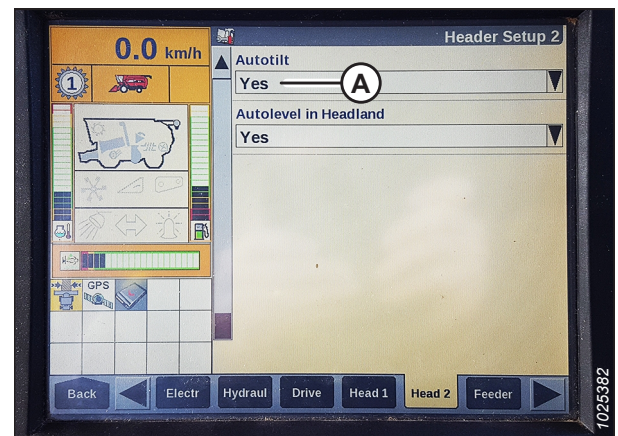 Header Setup 2
0.0 km/h
1
Autotilt
Yes
A
Autolevel in Headland
Yes
GPS
Back
Electr
Hydraul
Drive
Head 1
Head 2
Feeder
1025382